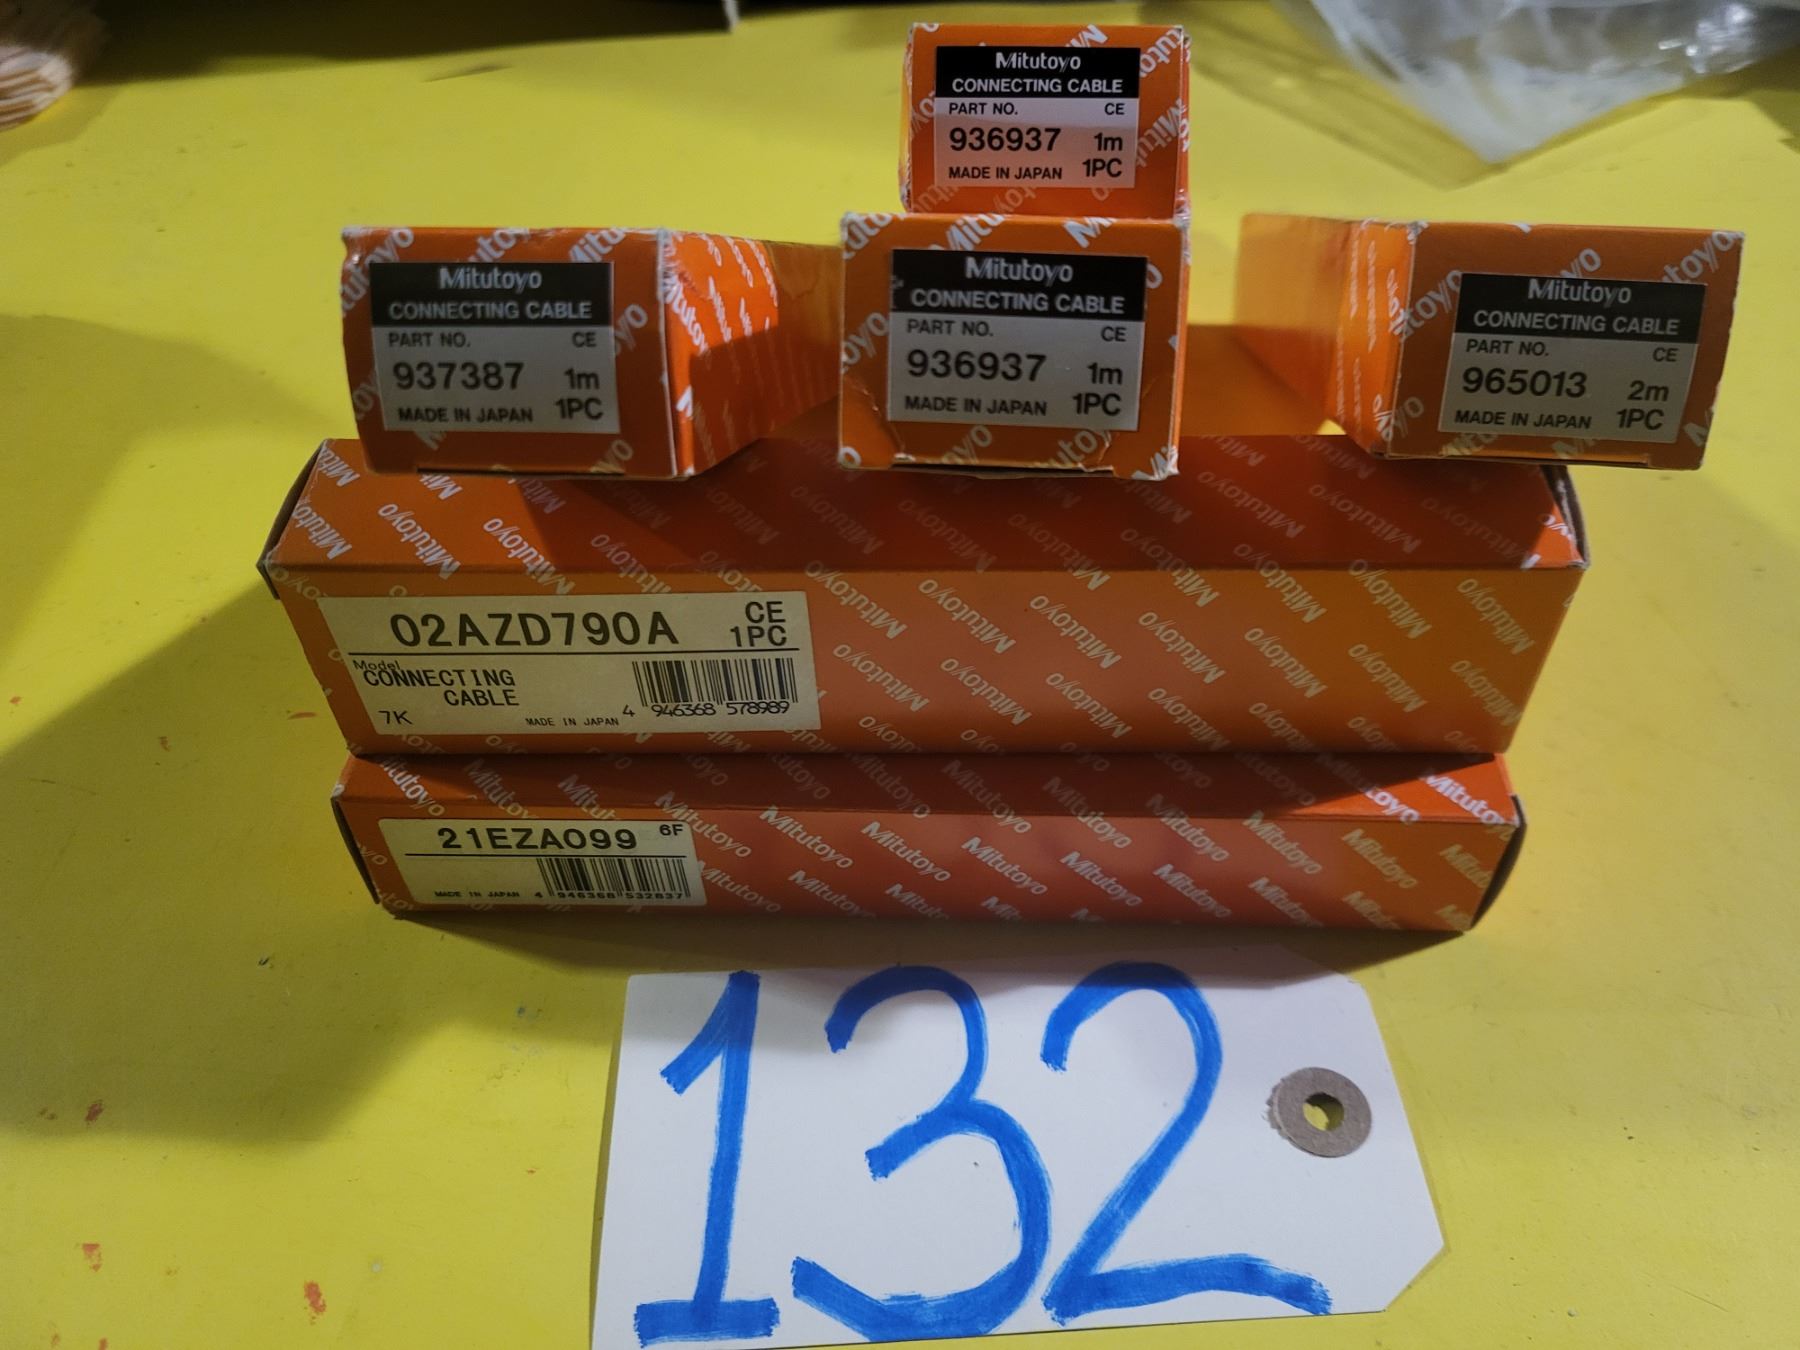 Mitutoyo
CONNECTING CABLE
PART NO. CE
936937 1m
MADE IN JAPAN 1PC
Mitutoyo
CONNECTING CABLE
PART NO. CE
937387 1m
MADE IN JAPAN 1PC
Mitutoyo
CONNECTING CABLE
PART NO. CE
936937 1m
MADE IN JAPAN 1PC
Mitutoyo
CONNECTING CABLE
PART NO. CE
965013 2m
MADE IN JAPAN 1PC
02AZD790A CE
1PC
Model
CONNECTING
CABLE
7K MADE IN JAPAN 4 946368 578989
21EZA099 6F
MADE IN JAPAN 4 946368 532837
132